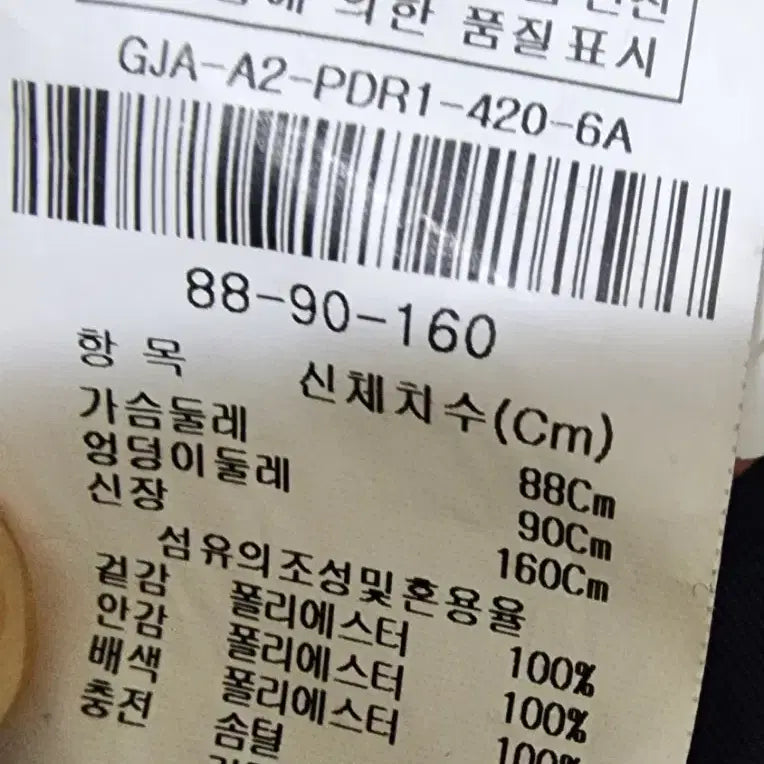 의한 품질표시
GJA-A2-PDR1-420-6A
88-90-160
항 목 신체치수(Cm)
가슴둘레 88Cm
엉덩이둘레 90Cm
신장 160Cm
섬유의조성및혼용율
겉감 폴리에스터 100%
안감 폴리에스터 100%
배색 폴리에스터 100%
충전 솜털